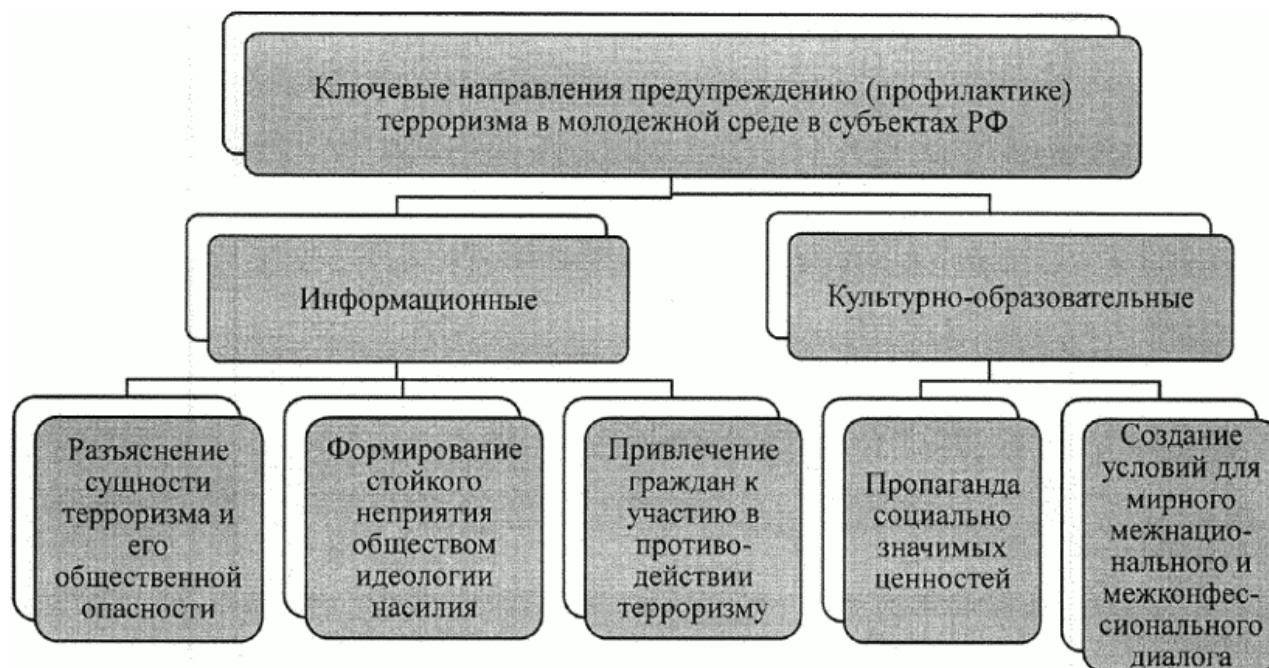 Ключевые направления предупреждению (профилактике)
терроризма в молодежной среде в субъектах РФ
Информационные
Культурно-образовательные
Разъяснение
сущности
терроризма и
его
общественной
опасности
Формирование
стойкого
неприятия
обществом
идеологии
насилия
Привлечение
граждан к
участию в
противо-
действии
терроризму
Пропаганда
социально
значимых
ценностей
Создание
условий для
мирного
межнацио-
нального и
межконфес-
сионального
диалога